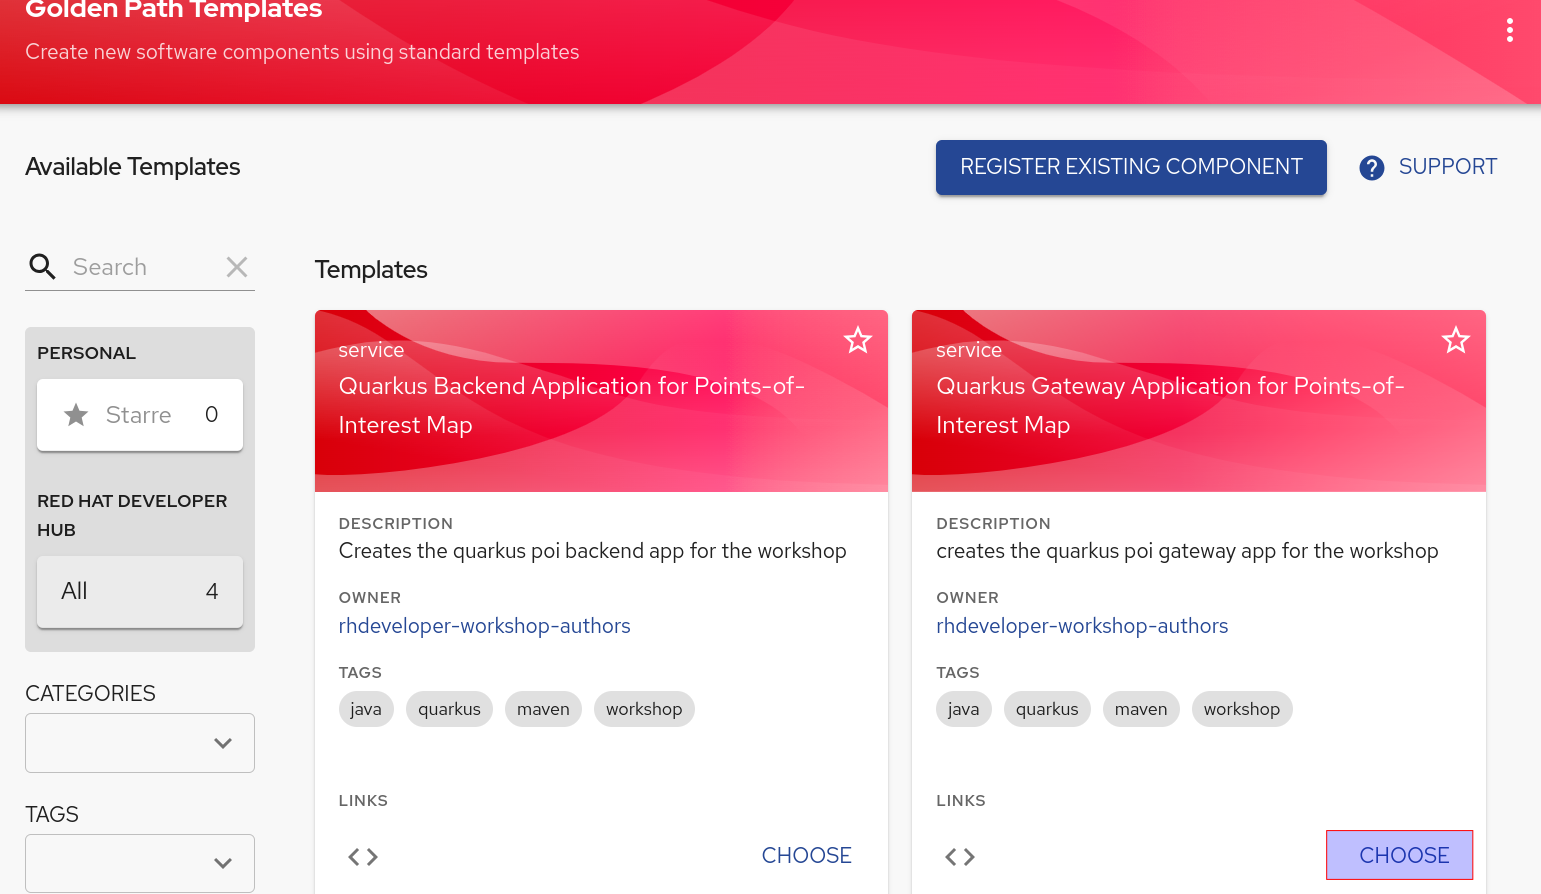 Golden Path Templates
Create new software components using standard templates
Available Templates
REGISTER EXISTING COMPONENT
SUPPORT
Search
PERSONAL
Starre 0
RED HAT DEVELOPER
HUB
All 4
CATEGORIES
TAGS
Templates
service
Quarkus Backend Application for Points-of-
Interest Map
DESCRIPTION
Creates the quarkus poi backend app for the workshop
OWNER
rhdeveloper-workshop-authors
TAGS
java quarkus maven workshop
LINKS
CHOOSE
service
Quarkus Gateway Application for Points-of-
Interest Map
DESCRIPTION
creates the quarkus poi gateway app for the workshop
OWNER
rhdeveloper-workshop-authors
TAGS
java quarkus maven workshop
LINKS
CHOOSE